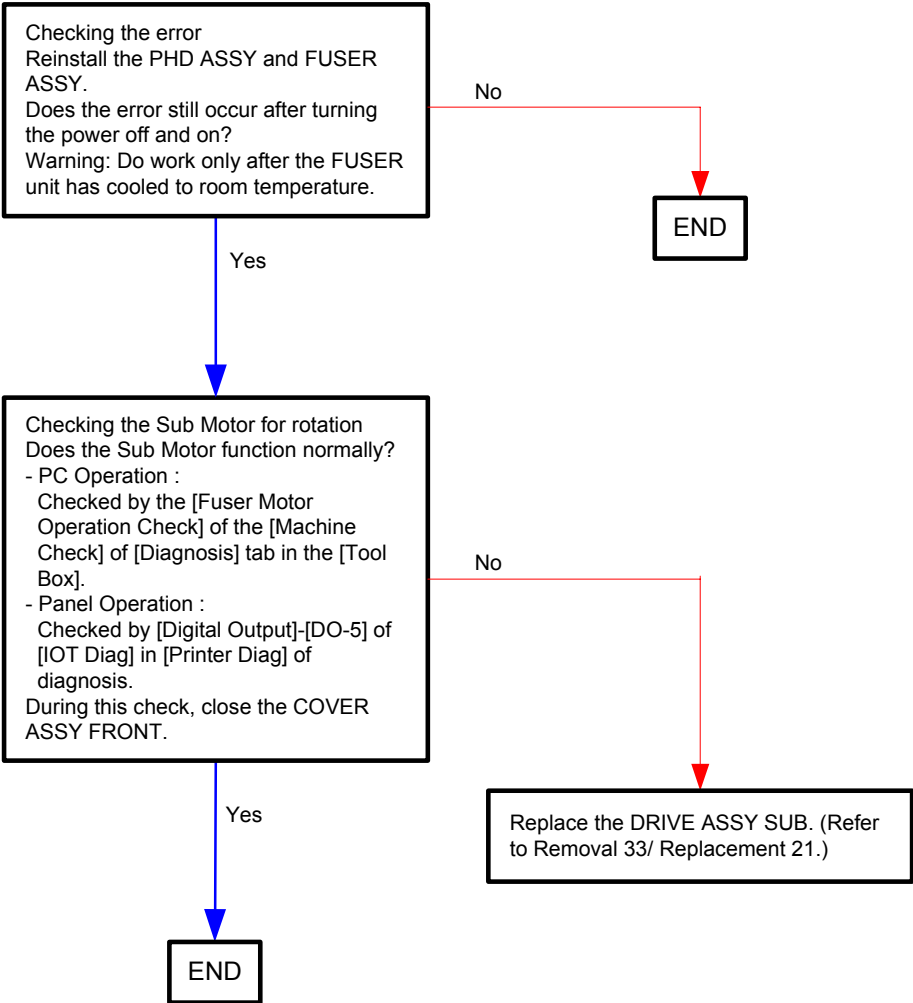 Checking the error
Reinstall the PHD ASSY and FUSER
ASSY.
Does the error still occur after turning
the power off and on?
Warning: Do work only after the FUSER
unit has cooled to room temperature.
No
END
Yes
Checking the Sub Motor for rotation
Does the Sub Motor function normally?
- PC Operation :
Checked by the [Fuser Motor
Operation Check] of the [Machine
Check] of [Diagnosis] tab in the [Tool
Box].
- Panel Operation :
Checked by [Digital Output]-[DO-5] of
[IOT Diag] in [Printer Diag] of
diagnosis.
During this check, close the COVER
ASSY FRONT.
No
Yes
Replace the DRIVE ASSY SUB. (Refer
to Removal 33/ Replacement 21.)
END